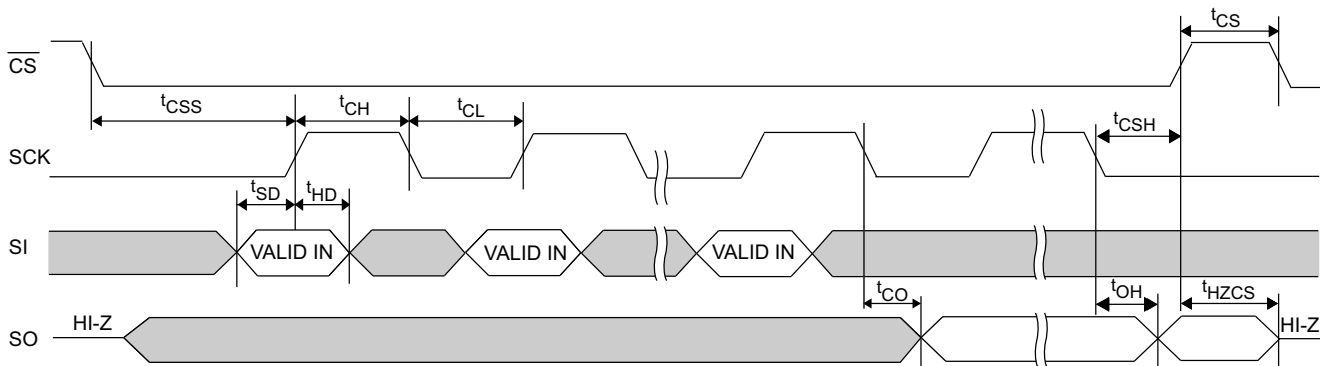 tCS
CS
tCSS
tCH
tCL
tCSH
SCK
tSD
tHD
SI
VALID IN
VALID IN
VALID IN
tCO
tOH
tHZCS
SO
HI-Z
HI-Z